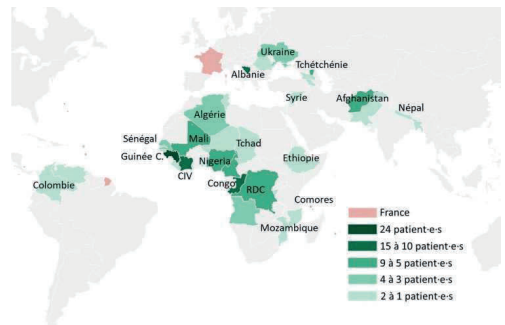 Ukraine
Tchétchénie
Albanie
Syrie
Afghanistan
Népal
Algérie
Sénégal
Mali
Tchad
Guinée C.
Nigeria
Ethiopie
CIV
Congo
RDC
Colombie
Comores
Mozambique
France
24 patient·e·s
15 à 10 patient·e·s
9 à 5 patient·e·s
4 à 3 patient·e·s
2 à 1 patient·e·s